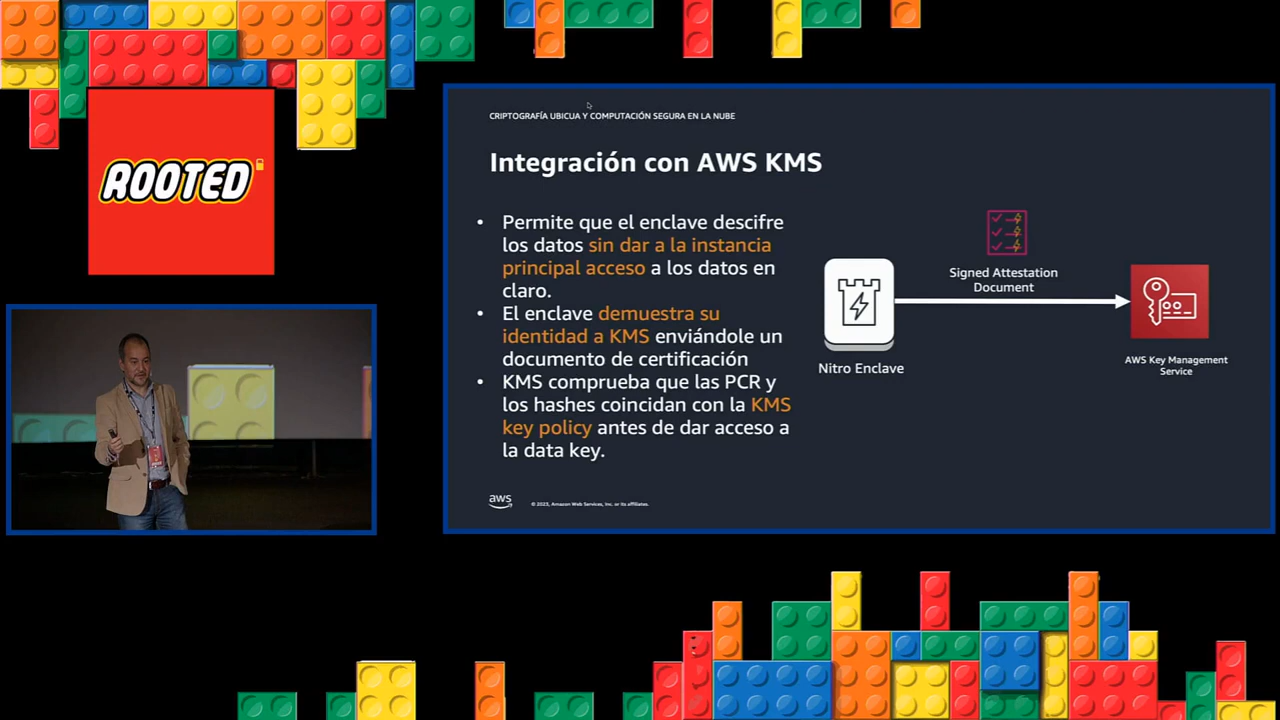 ROOTED
CRIPTOGRAFÍA UBICUA Y COMPUTACIÓN SEGURA EN LA NUBE
Integración con AWS KMS
• Permite que el enclave descifre
los datos sin dar a la instancia
principal acceso a los datos en
claro.
• El enclave demuestra su
identidad a KMS enviándole un
documento de certificación
• KMS comprueba que las PCR y
los hashes coincidan con la KMS
key policy antes de dar acceso a
la data key.
Signed Attestation
Document
Nitro Enclave
AWS Key Management
Service
aws
© 2023, Amazon Web Services, Inc. or its affiliates.